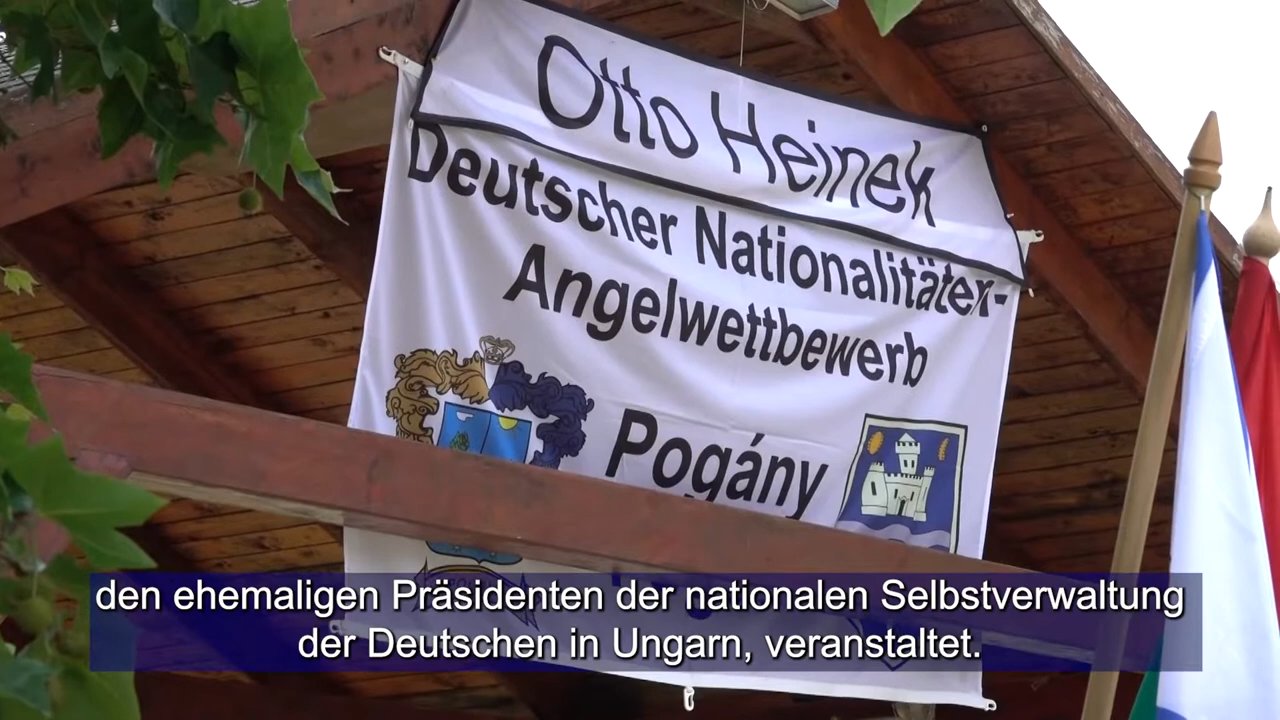 Otto Heinek
Deutscher Nationalitäten-
Angelwettbewerb
Pogány
den ehemaligen Präsidenten der nationalen Selbstverwaltung
der Deutschen in Ungarn, veranstaltet.